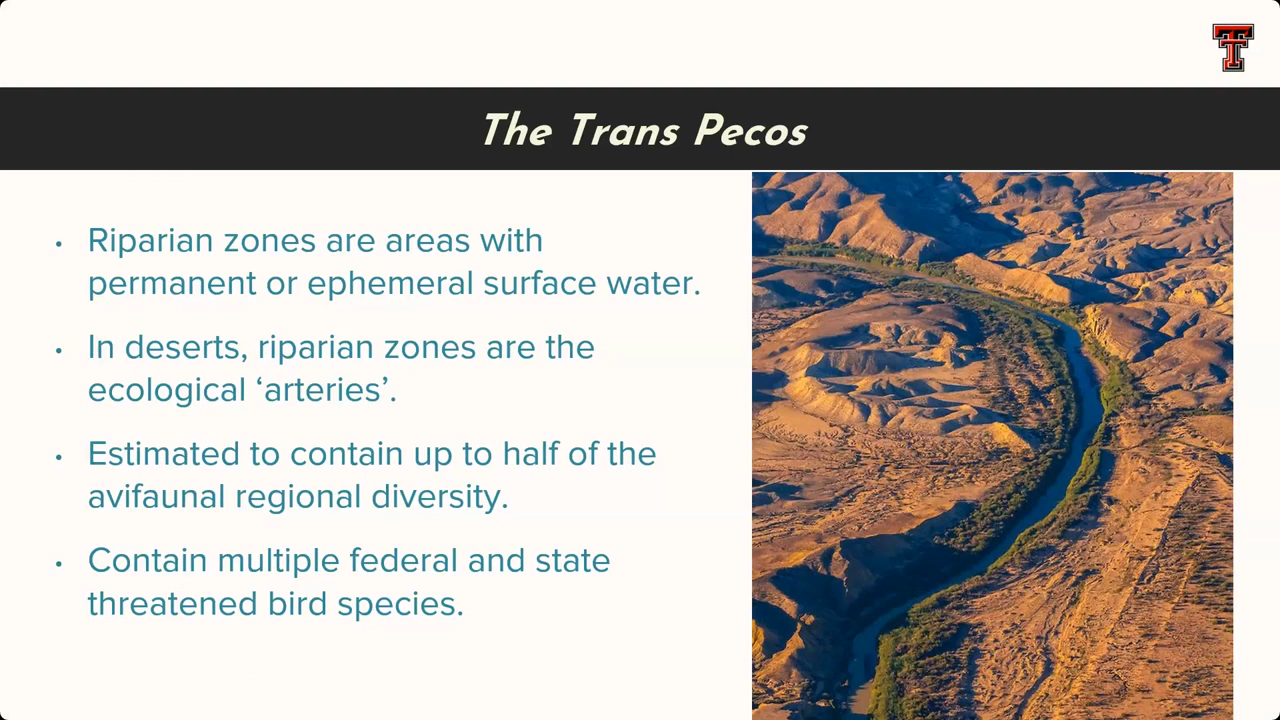 The Trans Pecos
• Riparian zones are areas with
permanent or ephemeral surface water.
• In deserts, riparian zones are the
ecological ‘arteries’.
• Estimated to contain up to half of the
avifaunal regional diversity.
• Contain multiple federal and state
threatened bird species.